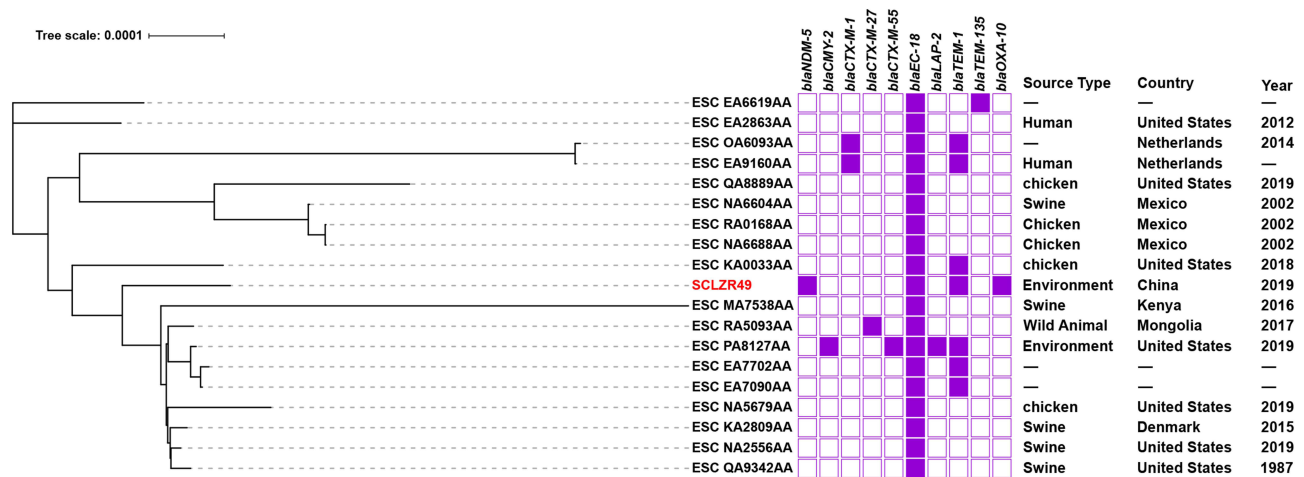 Tree scale: 0.0001
blaNDM-5 blaCMY-2 blaCTX-M-1 blaCTX-M-27 blaCTX-M-55 blaEC-18 blaLAP-2 blaTEM-1 blaTEM-135 blaOXA-10
Source Type Country Year
ESC EA6619AA — — —
ESC EA2863AA Human United States 2012
ESC OA6093AA — Netherlands 2014
ESC EA9160AA Human Netherlands —
ESC QA8889AA chicken United States 2019
ESC NA6604AA Swine Mexico 2002
ESC RA0168AA Chicken Mexico 2002
ESC NA6688AA Chicken Mexico 2002
ESC KA0033AA chicken United States 2018
SCLZR49 Environment China 2019
ESC MA7538AA Swine Kenya 2016
ESC RA5093AA Wild Animal Mongolia 2017
ESC PA8127AA Environment United States 2019
ESC EA7702AA — — —
ESC EA7090AA — — —
ESC NA5679AA chicken United States 2019
ESC KA2809AA Swine Denmark 2015
ESC NA2556AA Swine United States 2019
ESC QA9342AA Swine United States 1987